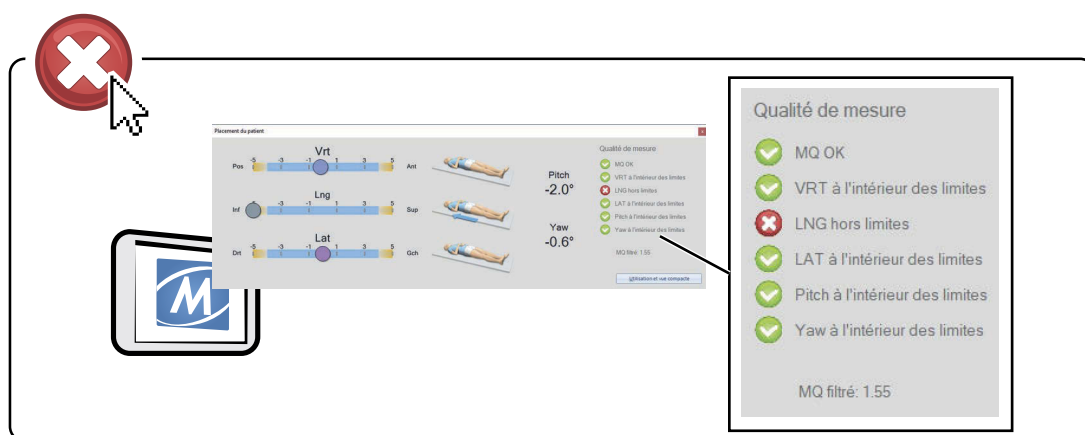 Placement du patient
x
Vrt
Pos -5 -3 -1 1 3 5 Ant
Lng
Inf -3 -1 1 3 5 Sup
Lat
Drt -5 -3 -1 1 3 5 Gch
Pitch
-2.0°
Yaw
-0.6°
Qualité de mesure
MQ OK
VRT à l'intérieur des limites
LNG hors limites
LAT à l'intérieur des limites
Pitch à l'intérieur des limites
Yaw à l'intérieur des limites
MQ filtré: 1.55
Utilization et vue compacte
M
Qualité de mesure
MQ OK
VRT à l'intérieur des limites
LNG hors limites
LAT à l'intérieur des limites
Pitch à l'intérieur des limites
Yaw à l'intérieur des limites
MQ filtré: 1.55